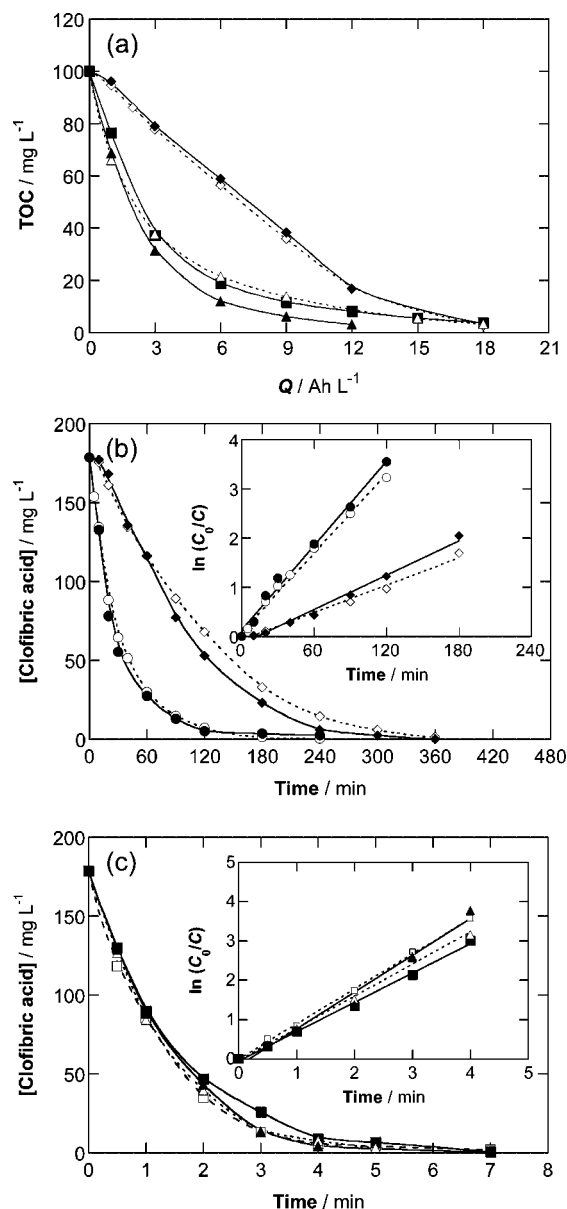 (a)
120
100
80
60
40
20
0
TOC / mg L-1
0 3 6 9 12 15 18 21
Q / Ah L-1
(b)
200
150
100
50
0
[Clofibric acid] / mg L-1
0 60 120 180 240 300 360 420 480
Time / min
4
3
2
1
0
ln (C0/C)
0 60 120 180 240
Time / min
(c)
200
150
100
50
0
[Clofibric acid] / mg L-1
0 1 2 3 4 5 6 7 8
Time / min
5
4
3
2
1
0
ln (C0/C)
0 1 2 3 4 5
Time / min